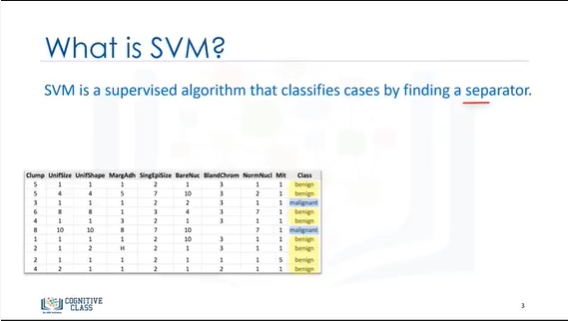 What is SVM?
SVM is a supervised algorithm that classifies cases by finding a separator.
Clump UnifSize UnifShape MargAdh SingEpiSize BareNuc BlandChrom NormNucl Mit Class
5 1 1 1 2 1 3 1 1 benign
5 4 4 5 7 10 3 2 1 benign
3 1 1 1 2 2 3 1 1 malignant
6 8 8 1 3 4 3 7 1 benign
4 1 1 3 2 1 3 1 1 benign
8 10 10 8 7 10 7 1 malignant
1 1 1 1 2 10 3 1 1 benign
2 1 2 H 2 1 3 1 1 benign
2 1 1 1 2 1 1 1 5 benign
4 2 1 1 2 1 2 1 1 benign
COGNITIVE
CLASS
3